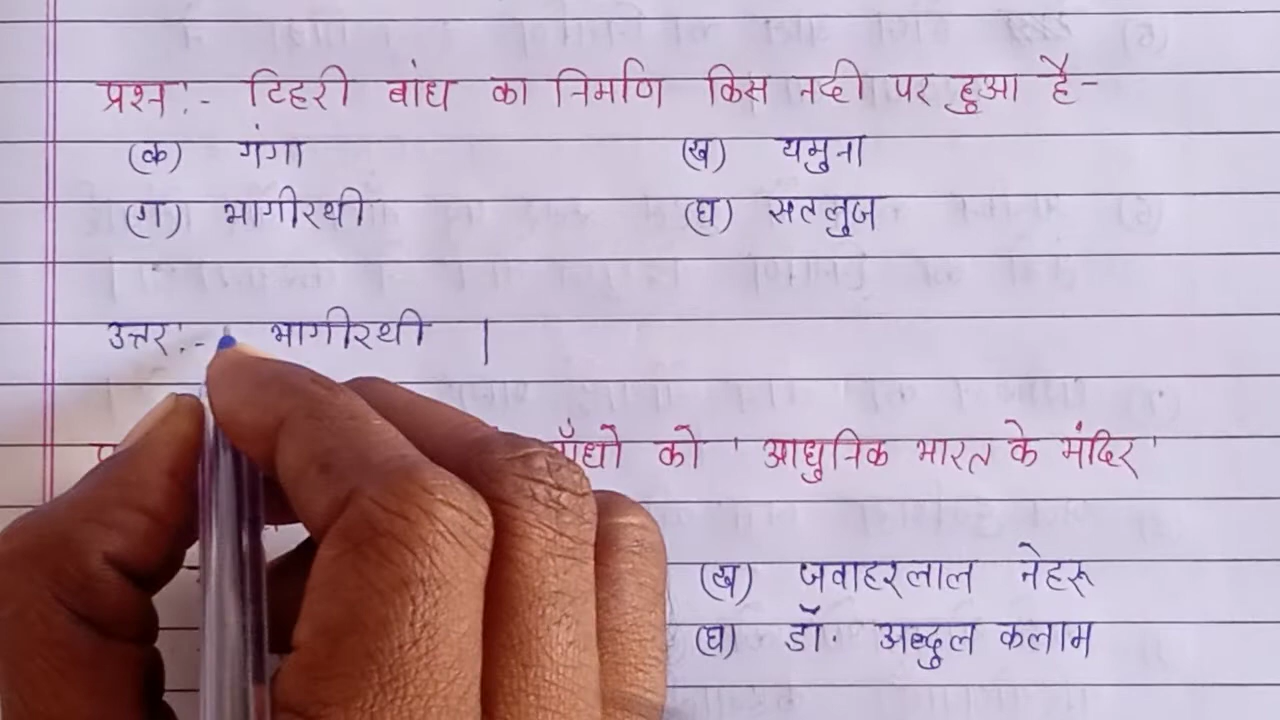 प्रश्न:- टिहरी बांध का निर्माण किस नदी पर हुआ है-
(क) गंगा (ख) यमुना
(ग) भागीरथी (घ) सतलुज
उत्तर:- भागीरथी |
को 'आधुनिक भारत के मंदिर'
(ख) जवाहरलाल नेहरू
(घ) डॉ. अब्दुल कलाम